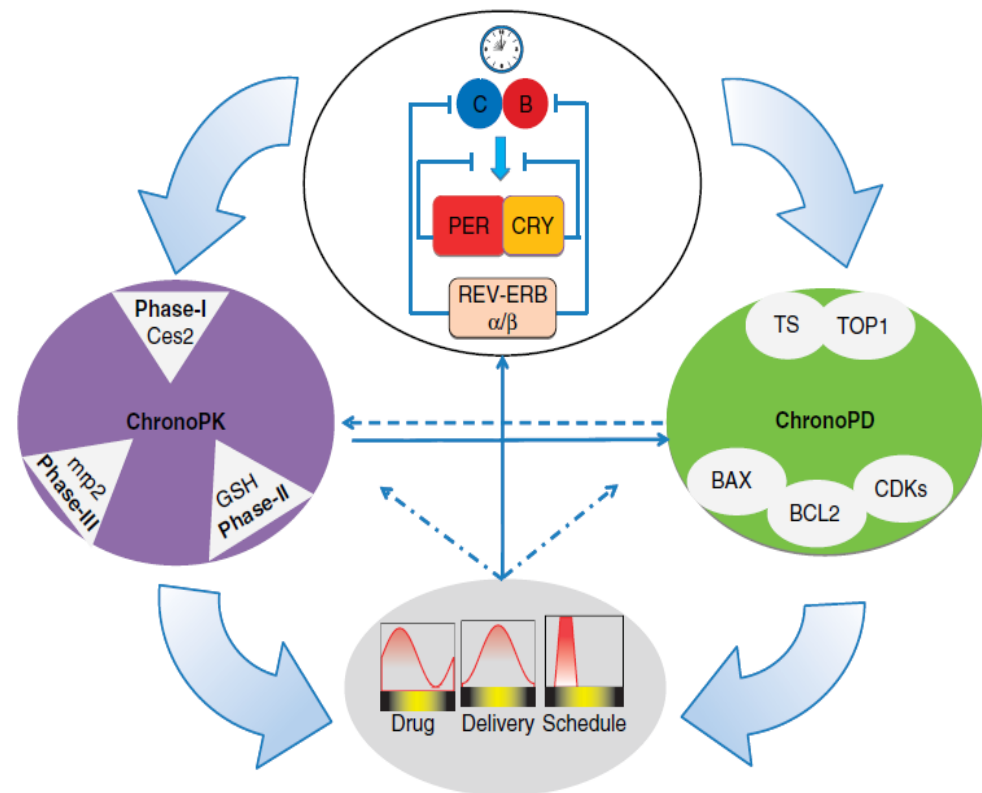 C B
PER CRY
REV-ERB
α/β
Phase-I
Ces2
ChronoPK
mrp2
Phase-III
GSH
Phase-II
TS TOP1
ChronoPD
BAX
BCL2
CDKs
Drug Delivery Schedule